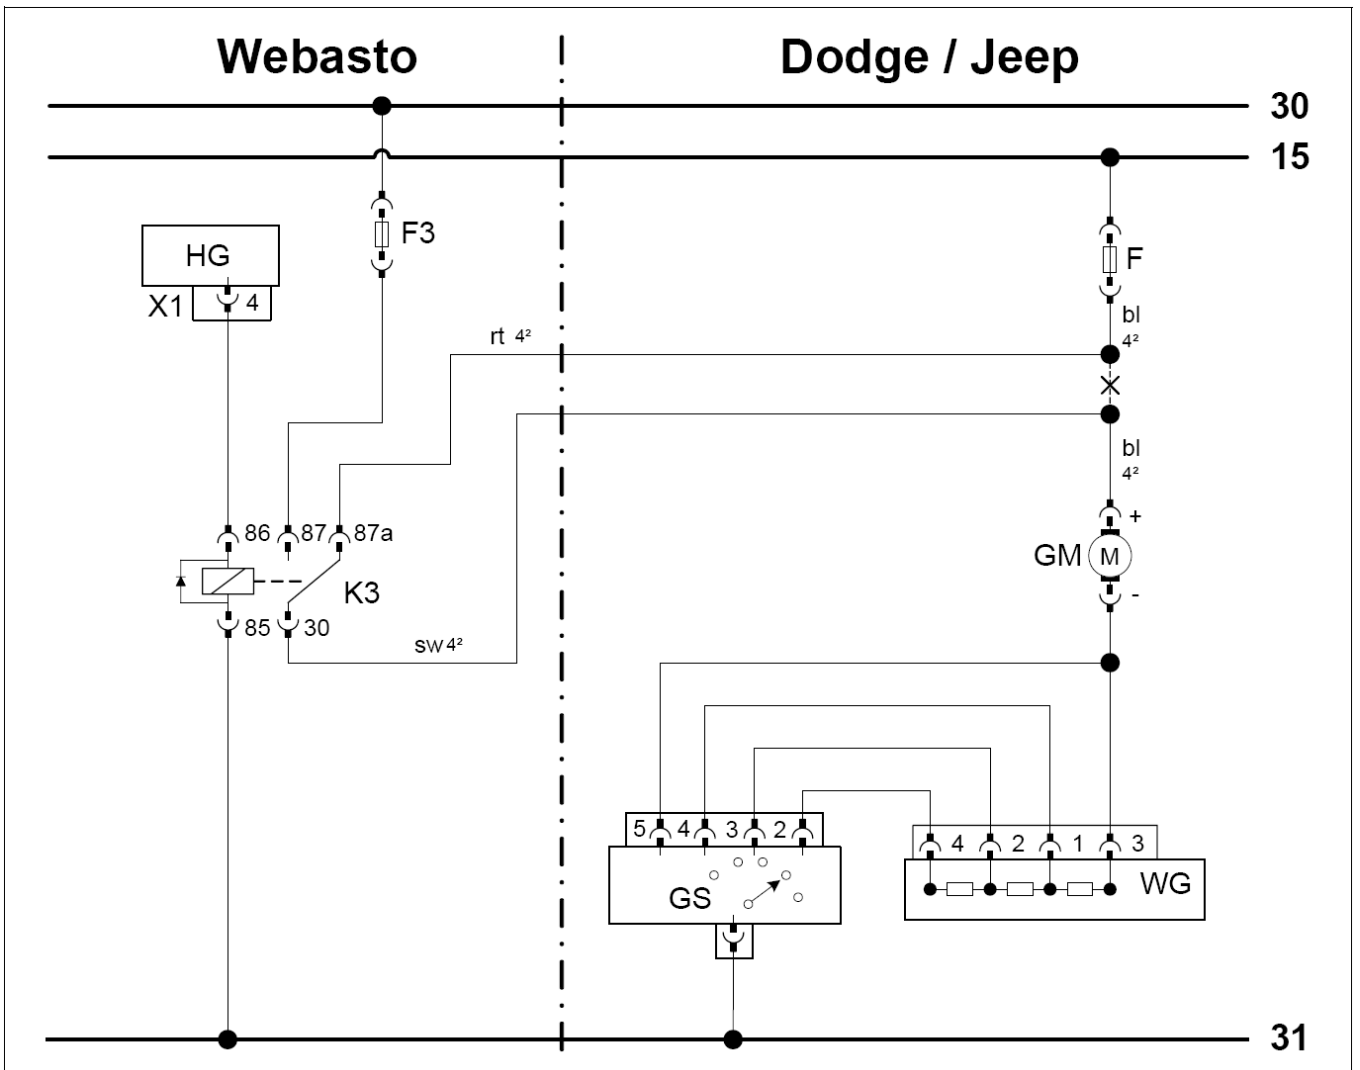 Webasto
Dodge / Jeep
30
15
F3
HG
F
X1 4
bl
4²
rt 4²
bl
4²
86 87 87a
+
GM M
K3
-
85 30
sw 4²
5 4 3 2
4 2 1 3
GS
WG
31